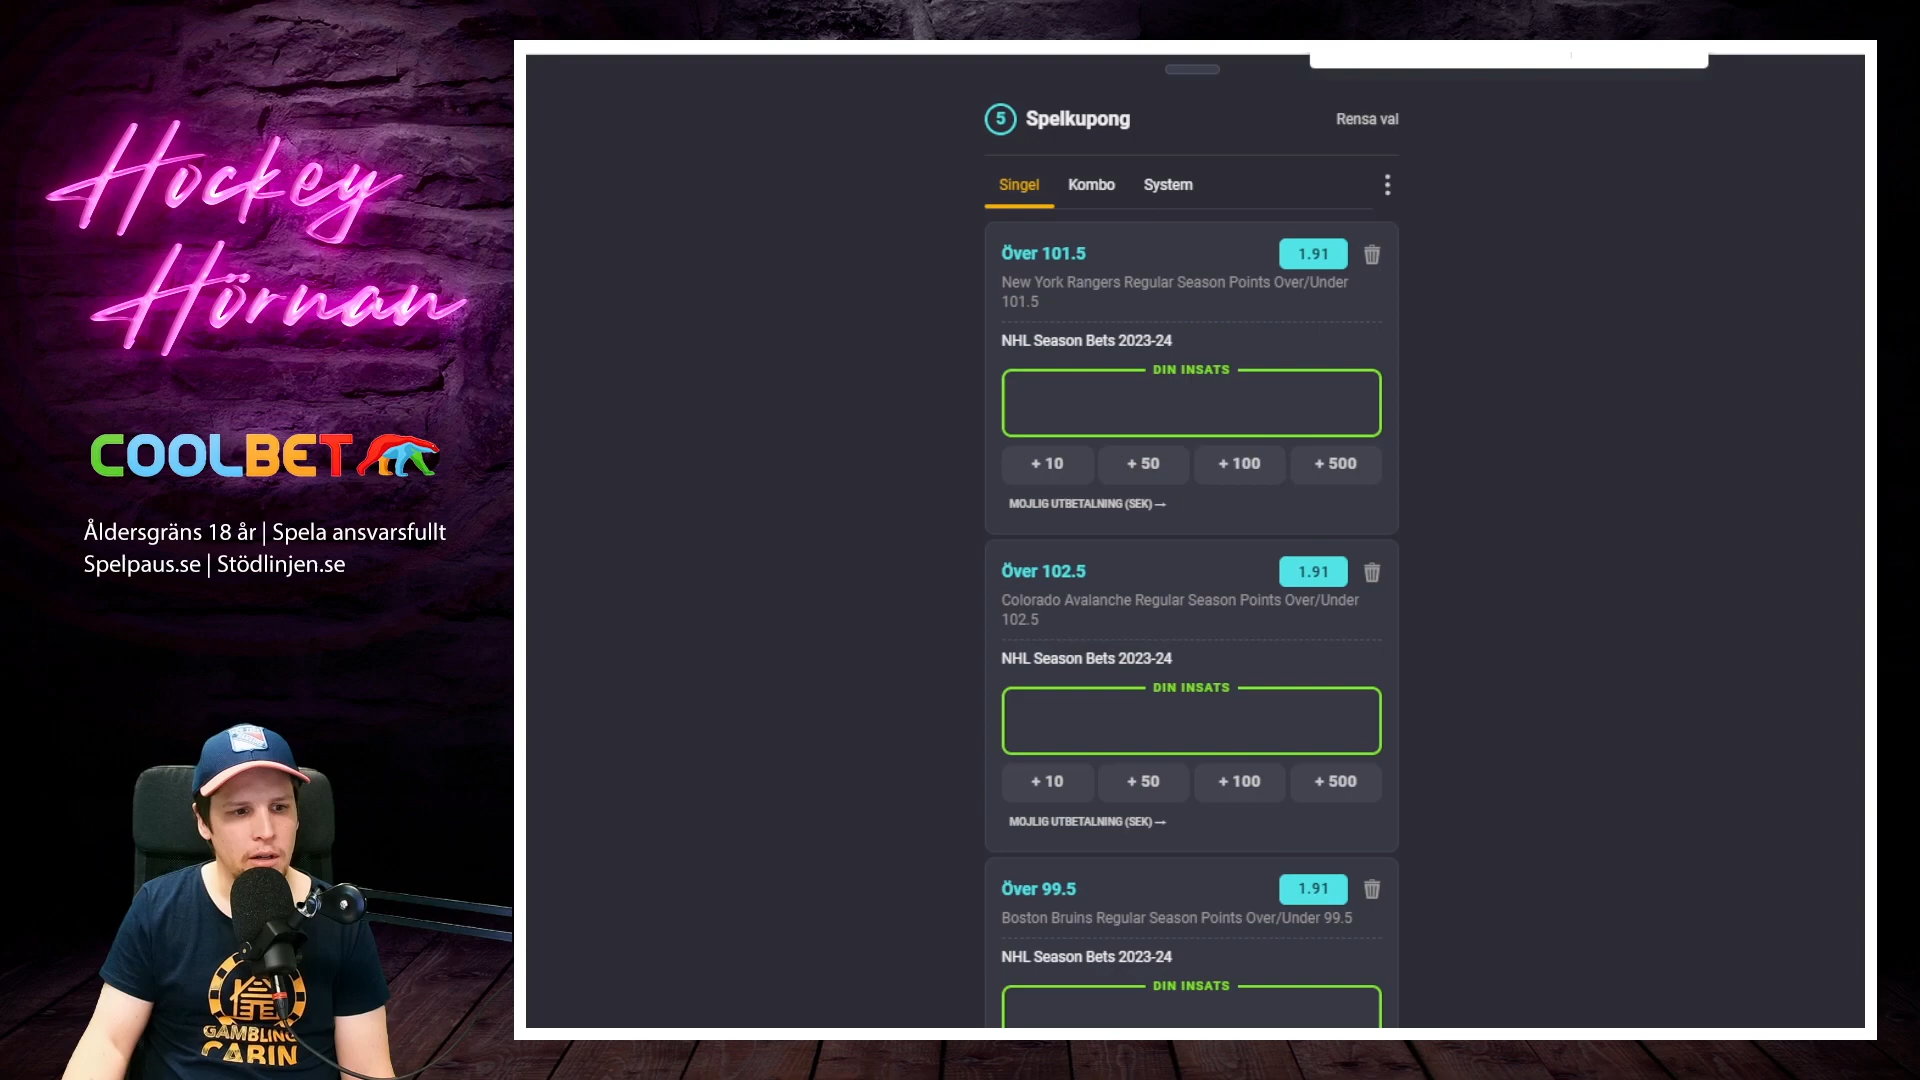 Hockey
Hörnan
COOLBET
Åldersgräns 18 år | Spela ansvarsfullt
Spelpaus.se | Stödlinjen.se
GAMBLING
CABIN
5 Spelkupong
Rensa val
Singel Kombo System
Över 101.5
1.91
New York Rangers Regular Season Points Over/Under
101.5
NHL Season Bets 2023-24
DIN INSATS
+ 10 + 50 + 100 + 500
MÖJLIG UTBETALNING (SEK) →
Över 102.5
1.91
Colorado Avalanche Regular Season Points Over/Under
102.5
NHL Season Bets 2023-24
DIN INSATS
+ 10 + 50 + 100 + 500
MÖJLIG UTBETALNING (SEK) →
Över 99.5
1.91
Boston Bruins Regular Season Points Over/Under 99.5
NHL Season Bets 2023-24
DIN INSATS